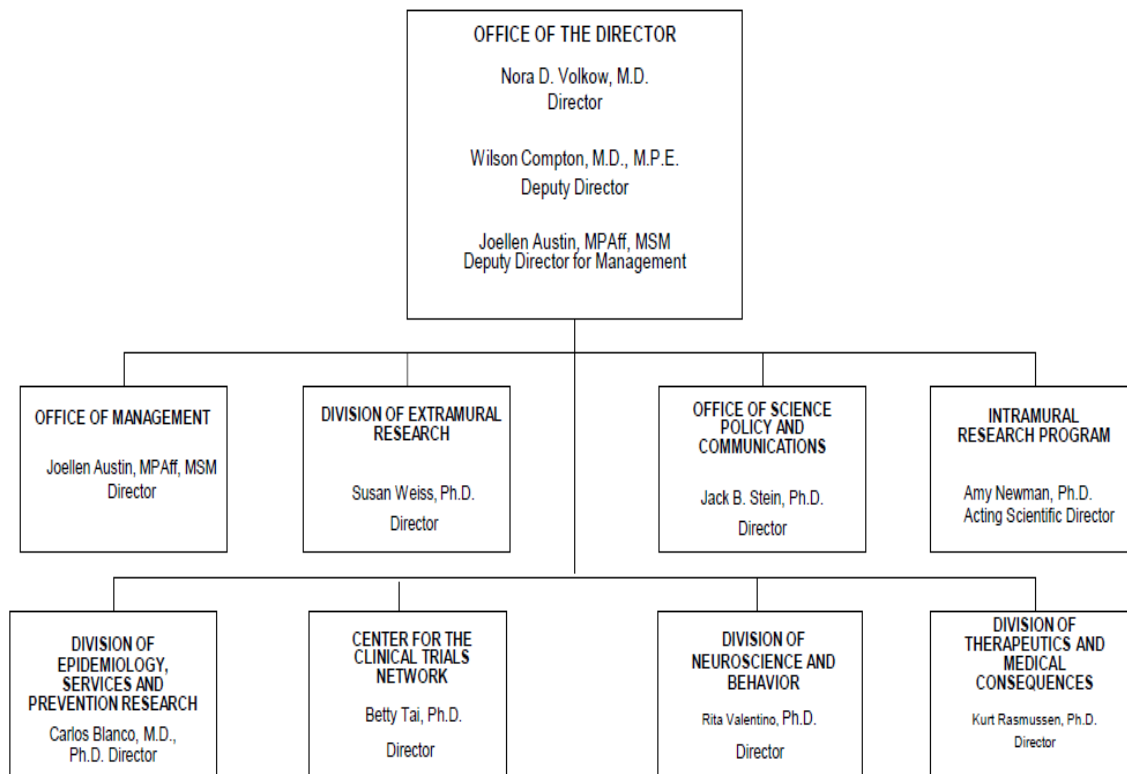 OFFICE OF THE DIRECTOR
Nora D. Volkow, M.D.
Director
Wilson Compton, M.D., M.P.E.
Deputy Director
Joellen Austin, MPAff, MSM
Deputy Director for Management
OFFICE OF MANAGEMENT
Joellen Austin, MPAff, MSM
Director
DIVISION OF EXTRAMURAL
RESEARCH
Susan Weiss, Ph.D.
Director
OFFICE OF SCIENCE
POLICY AND
COMMUNICATIONS
Jack B. Stein, Ph.D.
Director
INTRAMURAL
RESEARCH PROGRAM
Amy Newman, Ph.D.
Acting Scientific Director
DIVISION OF
EPIDEMIOLOGY,
SERVICES AND
PREVENTION RESEARCH
Carlos Blanco, M.D.,
Ph.D. Director
CENTER FOR THE
CLINICAL TRIALS
NETWORK
Betty Tai, Ph.D.
Director
DIVISION OF
NEUROSCIENCE AND
BEHAVIOR
Rita Valentino, Ph.D.
Director
DIVISION OF
THERAPEUTICS AND
MEDICAL
CONSEQUENCES
Kurt Rasmussen, Ph.D.
Director